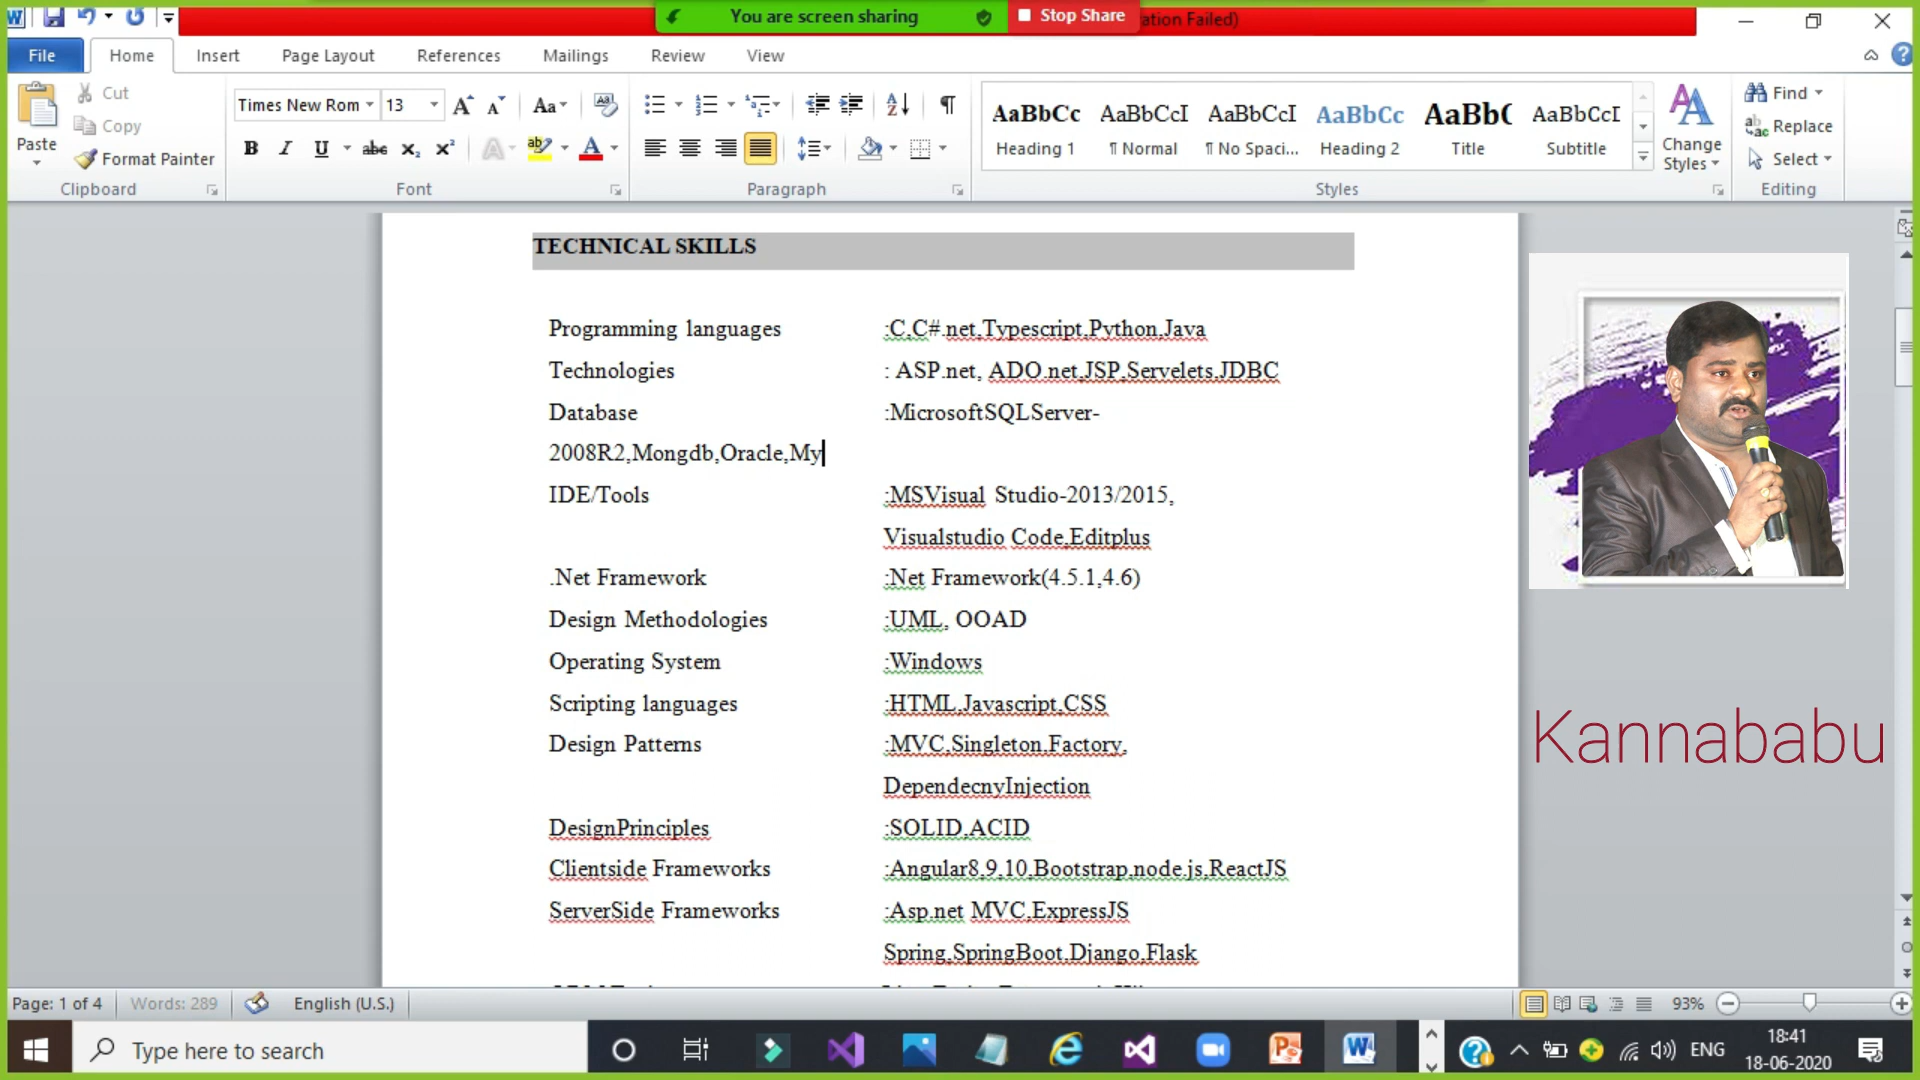 You are screen sharing
Stop Share
ation Failed)
File
Home
Insert
Page Layout
References
Mailings
Review
View
Paste
Cut
Copy
Format Painter
Clipboard
Times New Rom
13
Font
Paragraph
AaBbCc
Heading 1
AaBbCcI
¶ Normal
AaBbCcI
¶ No Spaci...
AaBbCc
Heading 2
AaBb(
Title
AaBbCcI
Subtitle
Styles
Change
Styles
Find
Replace
Select
Editing
TECHNICAL SKILLS
Programming languages :C,C#.net,Typescript,Python,Java
Technologies : ASP.net, ADO.net,JSP,Servelets,JDBC
Database :MicrosoftSQLServer-
2008R2,Mongdb,Oracle,My
IDE/Tools :MSVisual Studio-2013/2015,
Visualstudio Code,Editplus
.Net Framework :Net Framework(4.5.1,4.6)
Design Methodologies :UML, OOAD
Operating System :Windows
Scripting languages :HTML,Javascript,CSS
Design Patterns :MVC,Singleton,Factory,
DependecnyInjection
DesignPrinciples :SOLID,ACID
Clientside Frameworks :Angular8,9,10,Bootstrap,node.js,ReactJS
ServerSide Frameworks :Asp.net MVC,ExpressJS
Spring,SpringBoot,Django,Flask
Kannababu
Page: 1 of 4
Words: 289
English (U.S.)
93%
Type here to search
ENG
18:41
18-06-2020